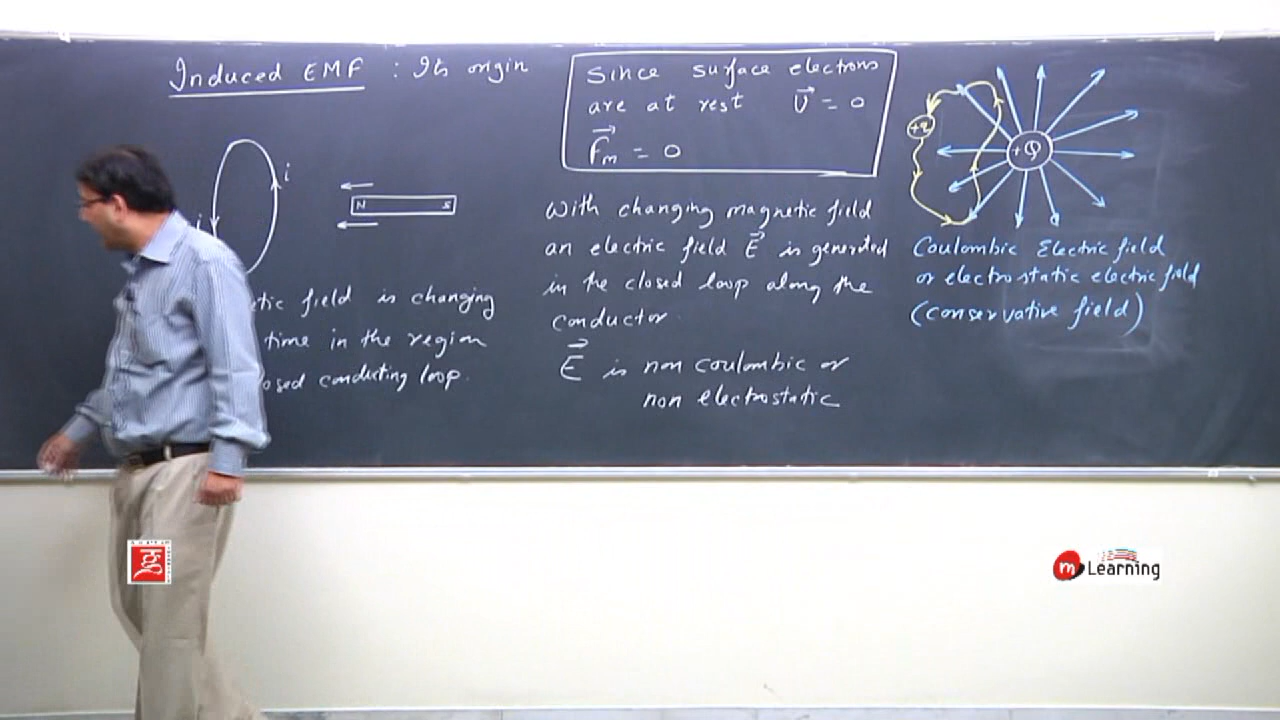 Induced EMF : Its origin
i
i
N S
etic field is changing
time in the region
osed conducting loop.
Since surface electrons
are at rest v⃗ = 0
F⃗m = 0
With changing magnetic field
an electric field E⃗ is generated
in the closed loop along the
conductor.
E⃗ is non coulombic or
non electrostatic
+q
+Q
Coulombic Electric field
or electrostatic electric field
(conservative field)
m Learning